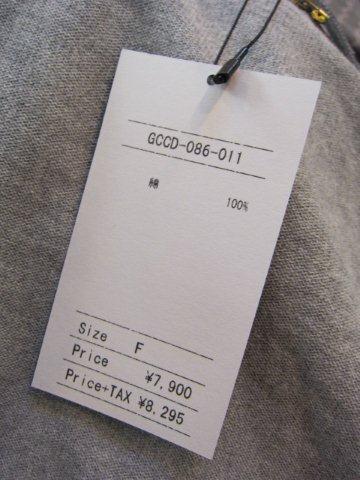 GCCD-086-011
綿 100%
Size F
Price ¥7,900
Price+TAX ¥8,295